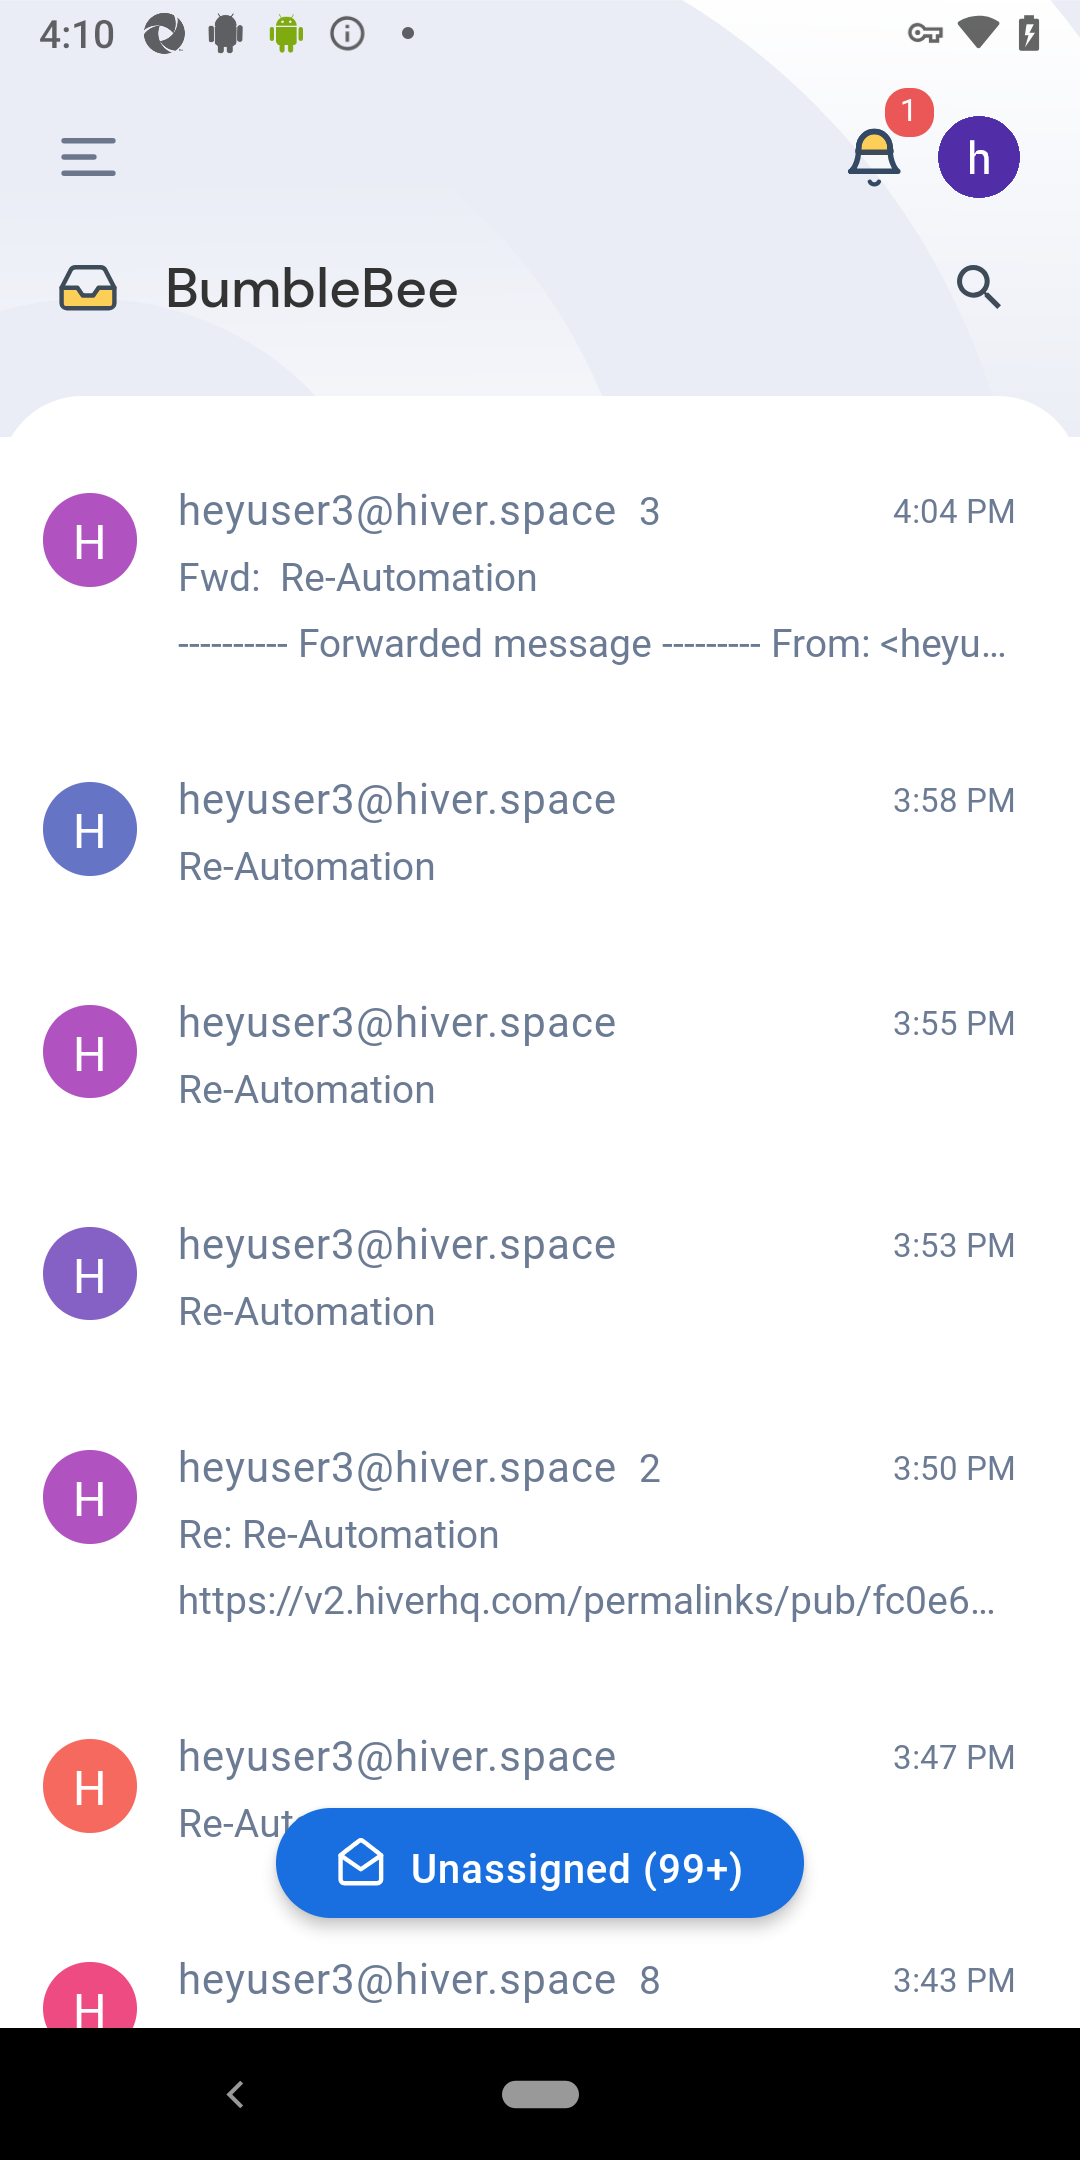 4:10
1
h
BumbleBee
H
heyuser3@hiver.space 3
4:04 PM
Fwd: Re-Automation
---------- Forwarded message --------- From: <heyu...
H
heyuser3@hiver.space
3:58 PM
Re-Automation
H
heyuser3@hiver.space
3:55 PM
Re-Automation
H
heyuser3@hiver.space
3:53 PM
Re-Automation
H
heyuser3@hiver.space 2
3:50 PM
Re: Re-Automation
https://v2.hiverhq.com/permalinks/pub/fc0e6...
H
heyuser3@hiver.space
3:47 PM
Re-Aut
Unassigned (99+)
H
heyuser3@hiver.space 8
3:43 PM